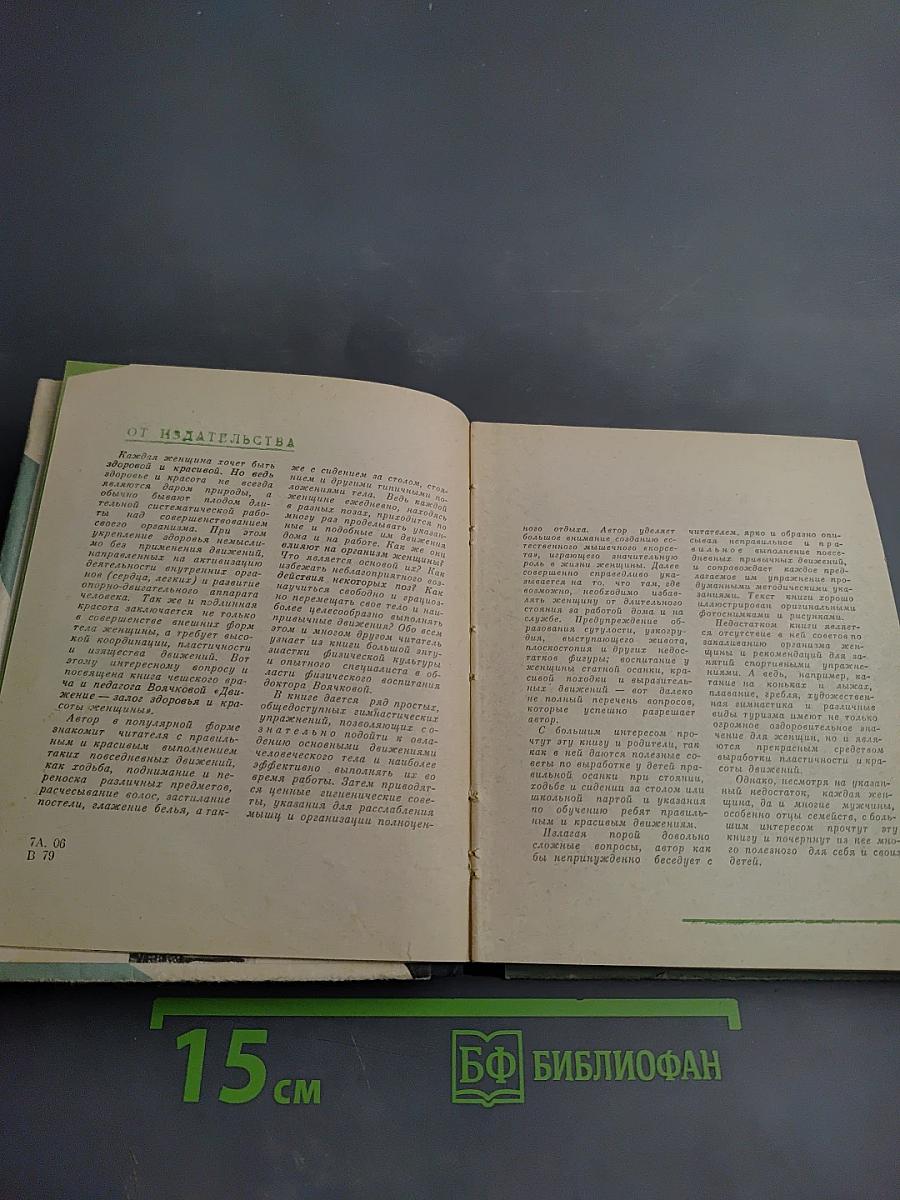 ОТ ИЗДАТЕЛЬСТВА
Каждая женщина хочет быть
здоровой и красивой. Но ведь
здоровье и красота не всегда
являются даром природы, а
обычно бывают плодом дли-
тельной систематической рабо-
ты над совершенствованием
своего организма. При этом
укрепление здоровья немысли-
мо без применения движений,
направленных на активизацию
деятельности внутренних орга-
нов (сердца, легких) и развитие
опорно-двигательного аппарата
человека. Так же и подлинная
красота заключается не только
в совершенстве внешних форм
тела женщины, а требует высо-
кой координации, пластичности
и изящества движений. Вот
этому интересному вопросу и
посвящена книга чешского вра-
ча и педагога Воячковой «Дви-
жение — залог здоровья и кра-
соты женщины».
Автор в популярной форме
знакомит читателя с правиль-
ным и красивым выполнением
таких повседневных движений,
как ходьба, поднимание и пе-
реноска различных предметов,
расчесывание волос, застилание
постели, глажение белья, а так-
же с сидением за столом, стоя-
нием и другими типичными по-
ложениями тела. Ведь каждой
женщине ежедневно, находясь
в разных позах, приходится по
многу раз проделывать указан-
ные и подобные им движения
дома и на работе. Как же они
влияют на организм женщины?
Что является основой их? Как
избежать неблагоприятного воз-
действия некоторых поз? Как
научиться свободно и грациоз-
но перемещать свое тело и наи-
более целесообразно выполнять
привычные движения? Обо всем
этом и многом другом читатель
узнает из книги большой энту-
зиастки физической культуры
и опытного специалиста в об-
ласти физического воспитания
доктора Воячковой.
В книге дается ряд простых,
общедоступных гимнастических
упражнений, позволяющих со-
знательно подойти к овла-
дению основными движениями
человеческого тела и наиболее
эффективно выполнять их во
время работы. Затем приводят-
ся ценные гигиенические сове-
ты, указания для расслабления
мышц и организации полноцен-
7А. 06
В 79
ного отдыха. Автор уделяет
большое внимание созданию ес-
тественного мышечного «корсе-
та», играющего значительную
роль в жизни женщины. Далее
совершенно справедливо ука-
зывается на то, что там, где
возможно, необходимо избав-
лять женщину от длительного
стояния за работой дома и на
службе. Предупреждение об-
разования сутулости, узкогру-
дия, выступающего живота,
плоскостопия и других недос-
татков фигуры; воспитание у
женщины статной осанки, кра-
сивой походки и выразитель-
ных движений — вот далеко
не полный перечень вопросов,
которые успешно разрешает
автор.
С большим интересом про-
чтут эту книгу и родители, так
как в ней даются полезные со-
веты по выработке у детей пра-
вильной осанки при стоянии,
ходьбе и сидении за столом или
школьной партой и указания
по обучению ребят правиль-
ным и красивым движениям.
Излагая порой довольно
сложные вопросы, автор как
бы непринужденно беседует с
читателем, ярко и образно опи-
сывая неправильное и пра-
вильное выполнение повсе-
дневных привычных движений,
и сопровождает каждое пред-
лагаемое им упражнение про-
думанными методическими ука-
заниями. Текст книги хорошо
иллюстрирован оригинальными
фотоснимками и рисунками.
Недостатком книги являет-
ся отсутствие в ней советов по
закаливанию организма жен-
щины и рекомендаций для за-
нятий спортивными упражне-
ниями. А ведь, например, ка-
тание на коньках и лыжах,
плавание, гребля, художествен-
ная гимнастика и различные
виды туризма имеют не только
огромное оздоровительное зна-
чение для женщин, но и явля-
ются прекрасным средством
выработки пластичности и кра-
соты движений.
Однако, несмотря на указан-
ный недостаток, каждая жен-
щина, да и многие мужчины,
особенно отцы семейств, с боль-
шим интересом прочтут эту
книгу и почерпнут из нее мно-
го полезного для себя и своих
детей.
15 см
БФ БИБЛИОФАН